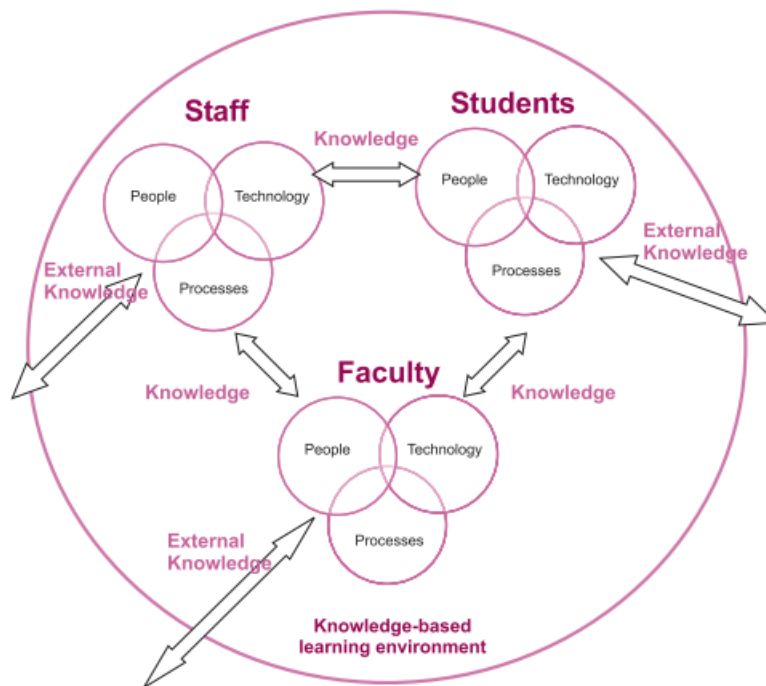 Staff
Students
Knowledge
People
Technology
People
Technology
Processes
Processes
External
Knowledge
External
Knowledge
Knowledge
Faculty
Knowledge
People
Technology
Processes
External
Knowledge
Knowledge-based
learning environment